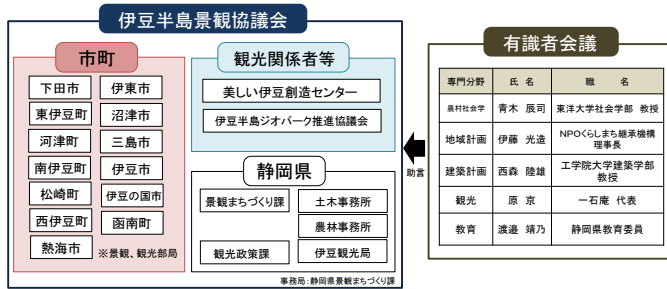 伊豆半島景観協議会
市町
下田市
伊東市
東伊豆町
沼津市
河津町
三島市
南伊豆町
伊豆市
松崎町
伊豆の国市
西伊豆町
函南町
熱海市
※景観、観光部局
観光関係者等
美しい伊豆創造センター
伊豆半島ジオパーク推進協議会
静岡県
景観まちづくり課
土木事務所
農林事務所
観光政策課
伊豆観光局
事務局:静岡県景観まちづくり課
助言
有識者会議
専門分野 氏 名 職 名
農村社会学 青木 辰司 東洋大学社会学部 教授
地域計画 伊藤 光造 NPOくらしまち継承機構
理事長
建築計画 西森 陸雄 工学院大学建築学部
教授
観光 原 京 一石庵 代表
教育 渡邉 靖乃 静岡県教育委員